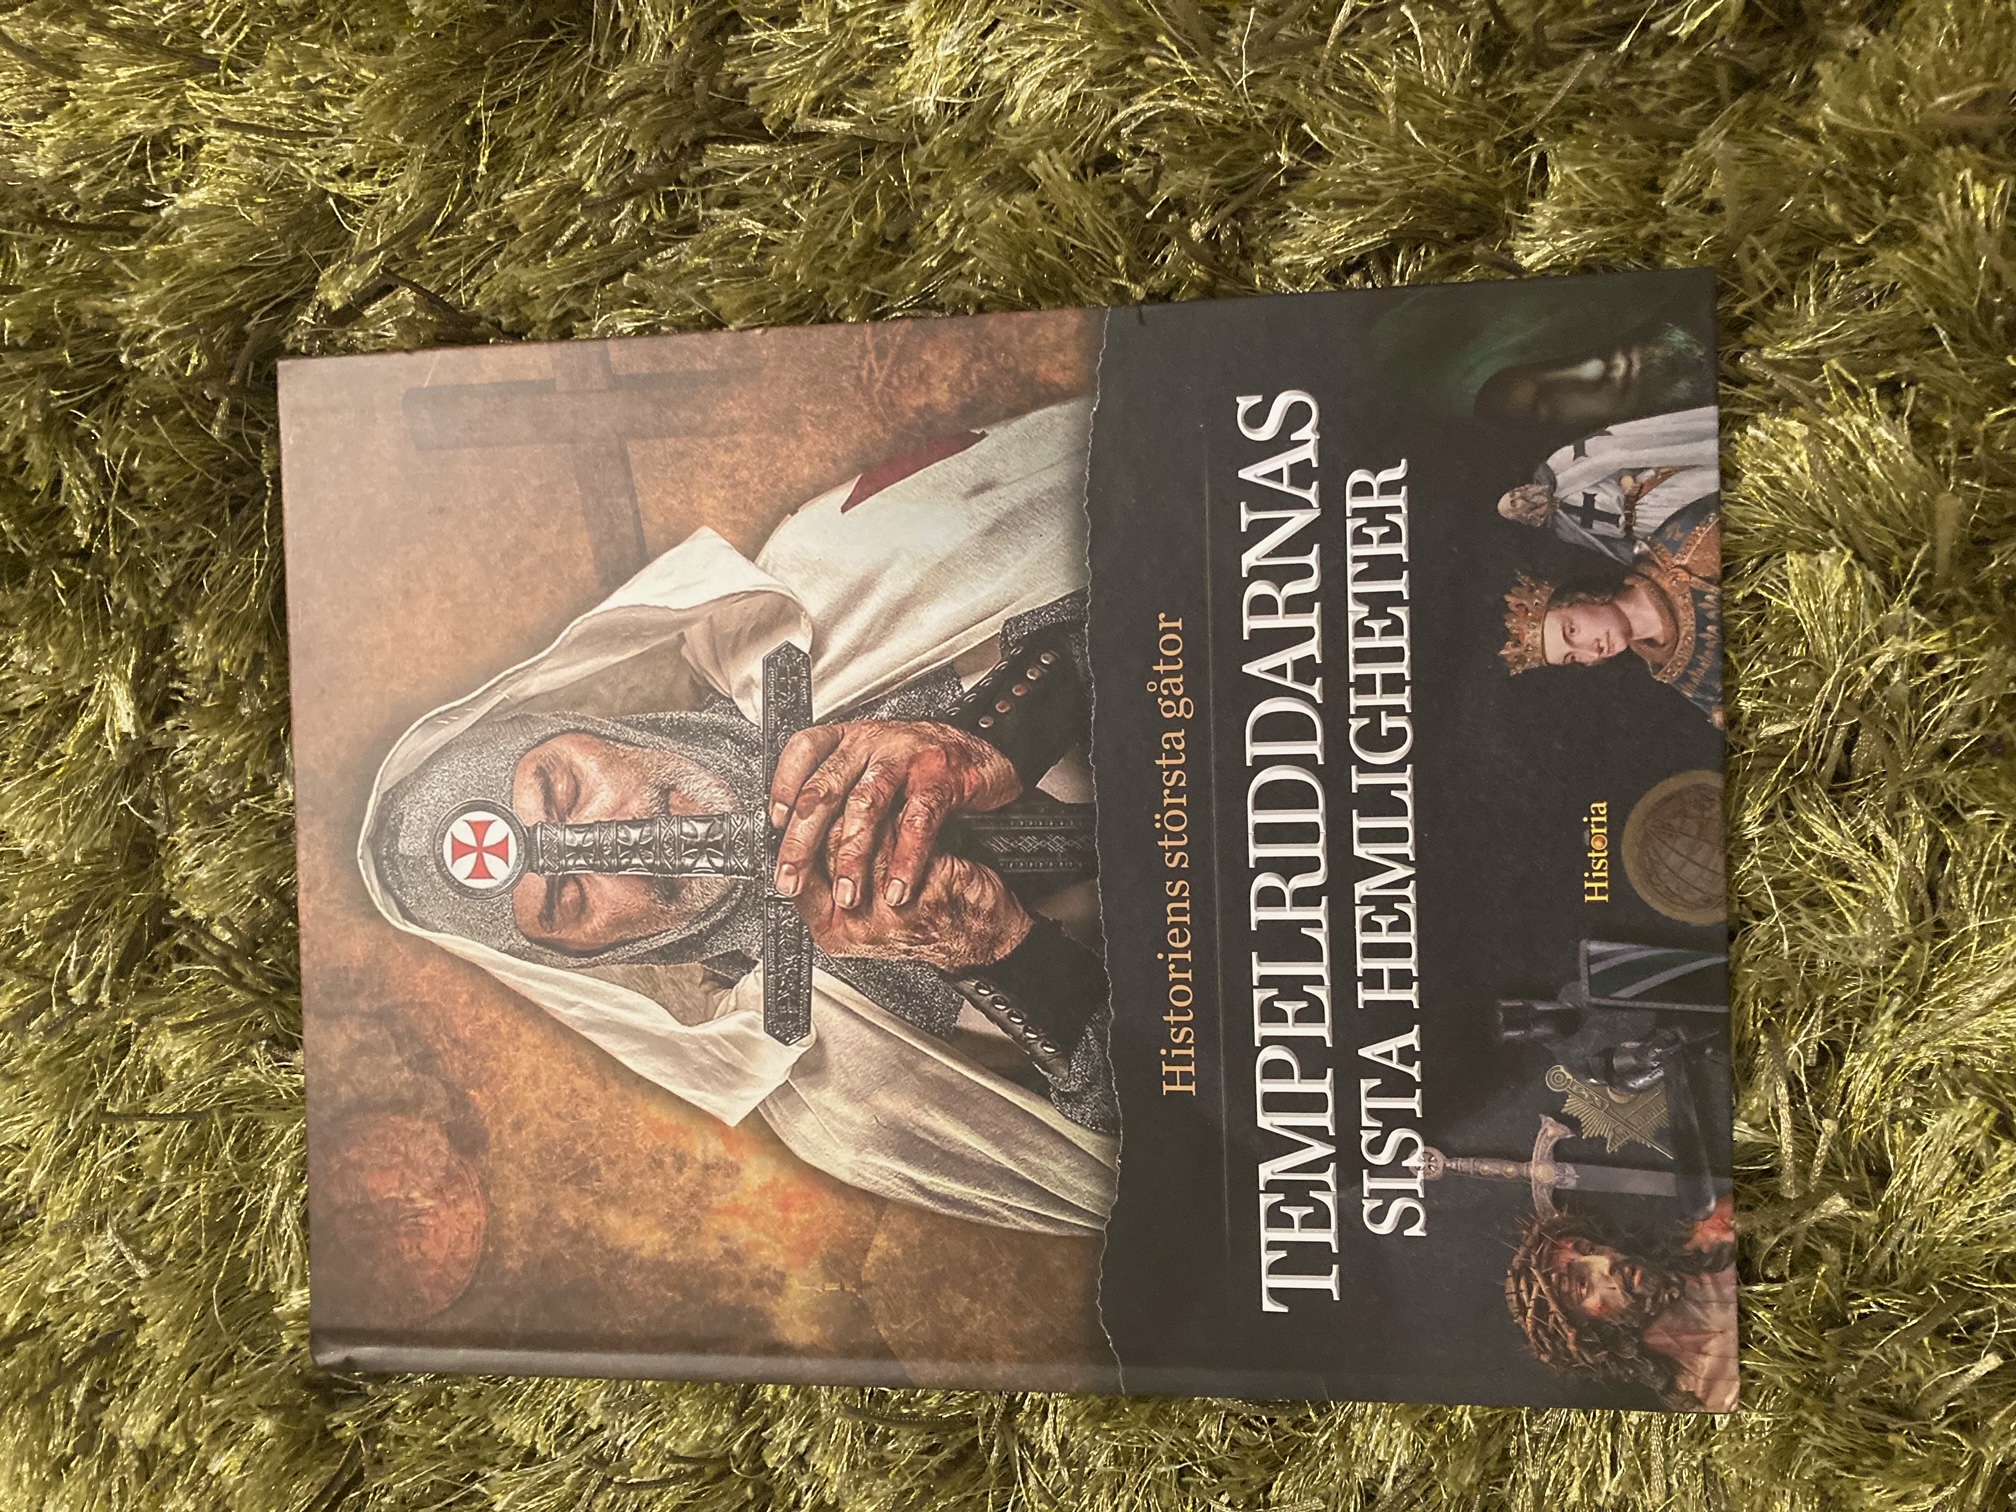 Historiens största gåtor
TEMPELRIDDARNAS
SISTA HEMLIGHETER
Historia